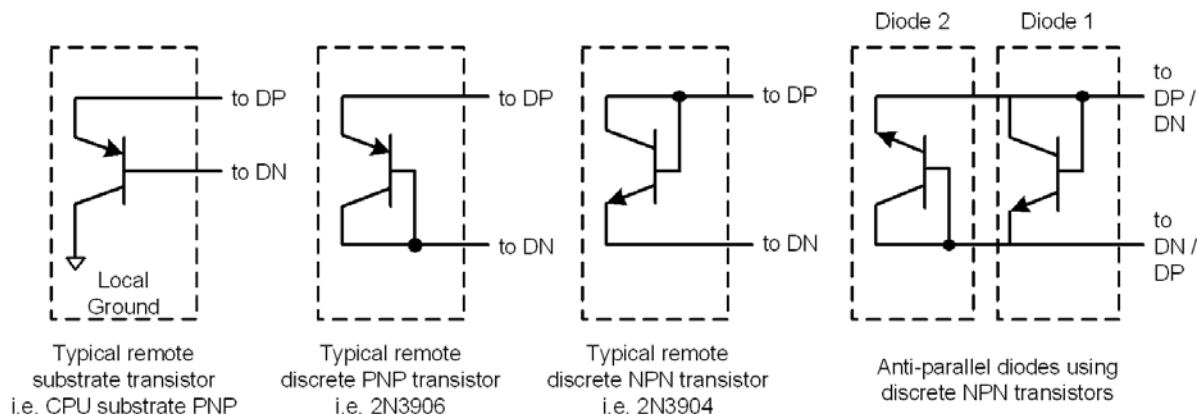 Diode 2
Diode 1
to DP
to DN
Local
Ground
to DP
to DN
to DP
to DN
to
DP /
DN
to
DN /
DP
Typical remote
substrate transistor
i.e. CPU substrate PNP
Typical remote
discrete PNP transistor
i.e. 2N3906
Typical remote
discrete NPN transistor
i.e. 2N3904
Anti-parallel diodes using
discrete NPN transistors